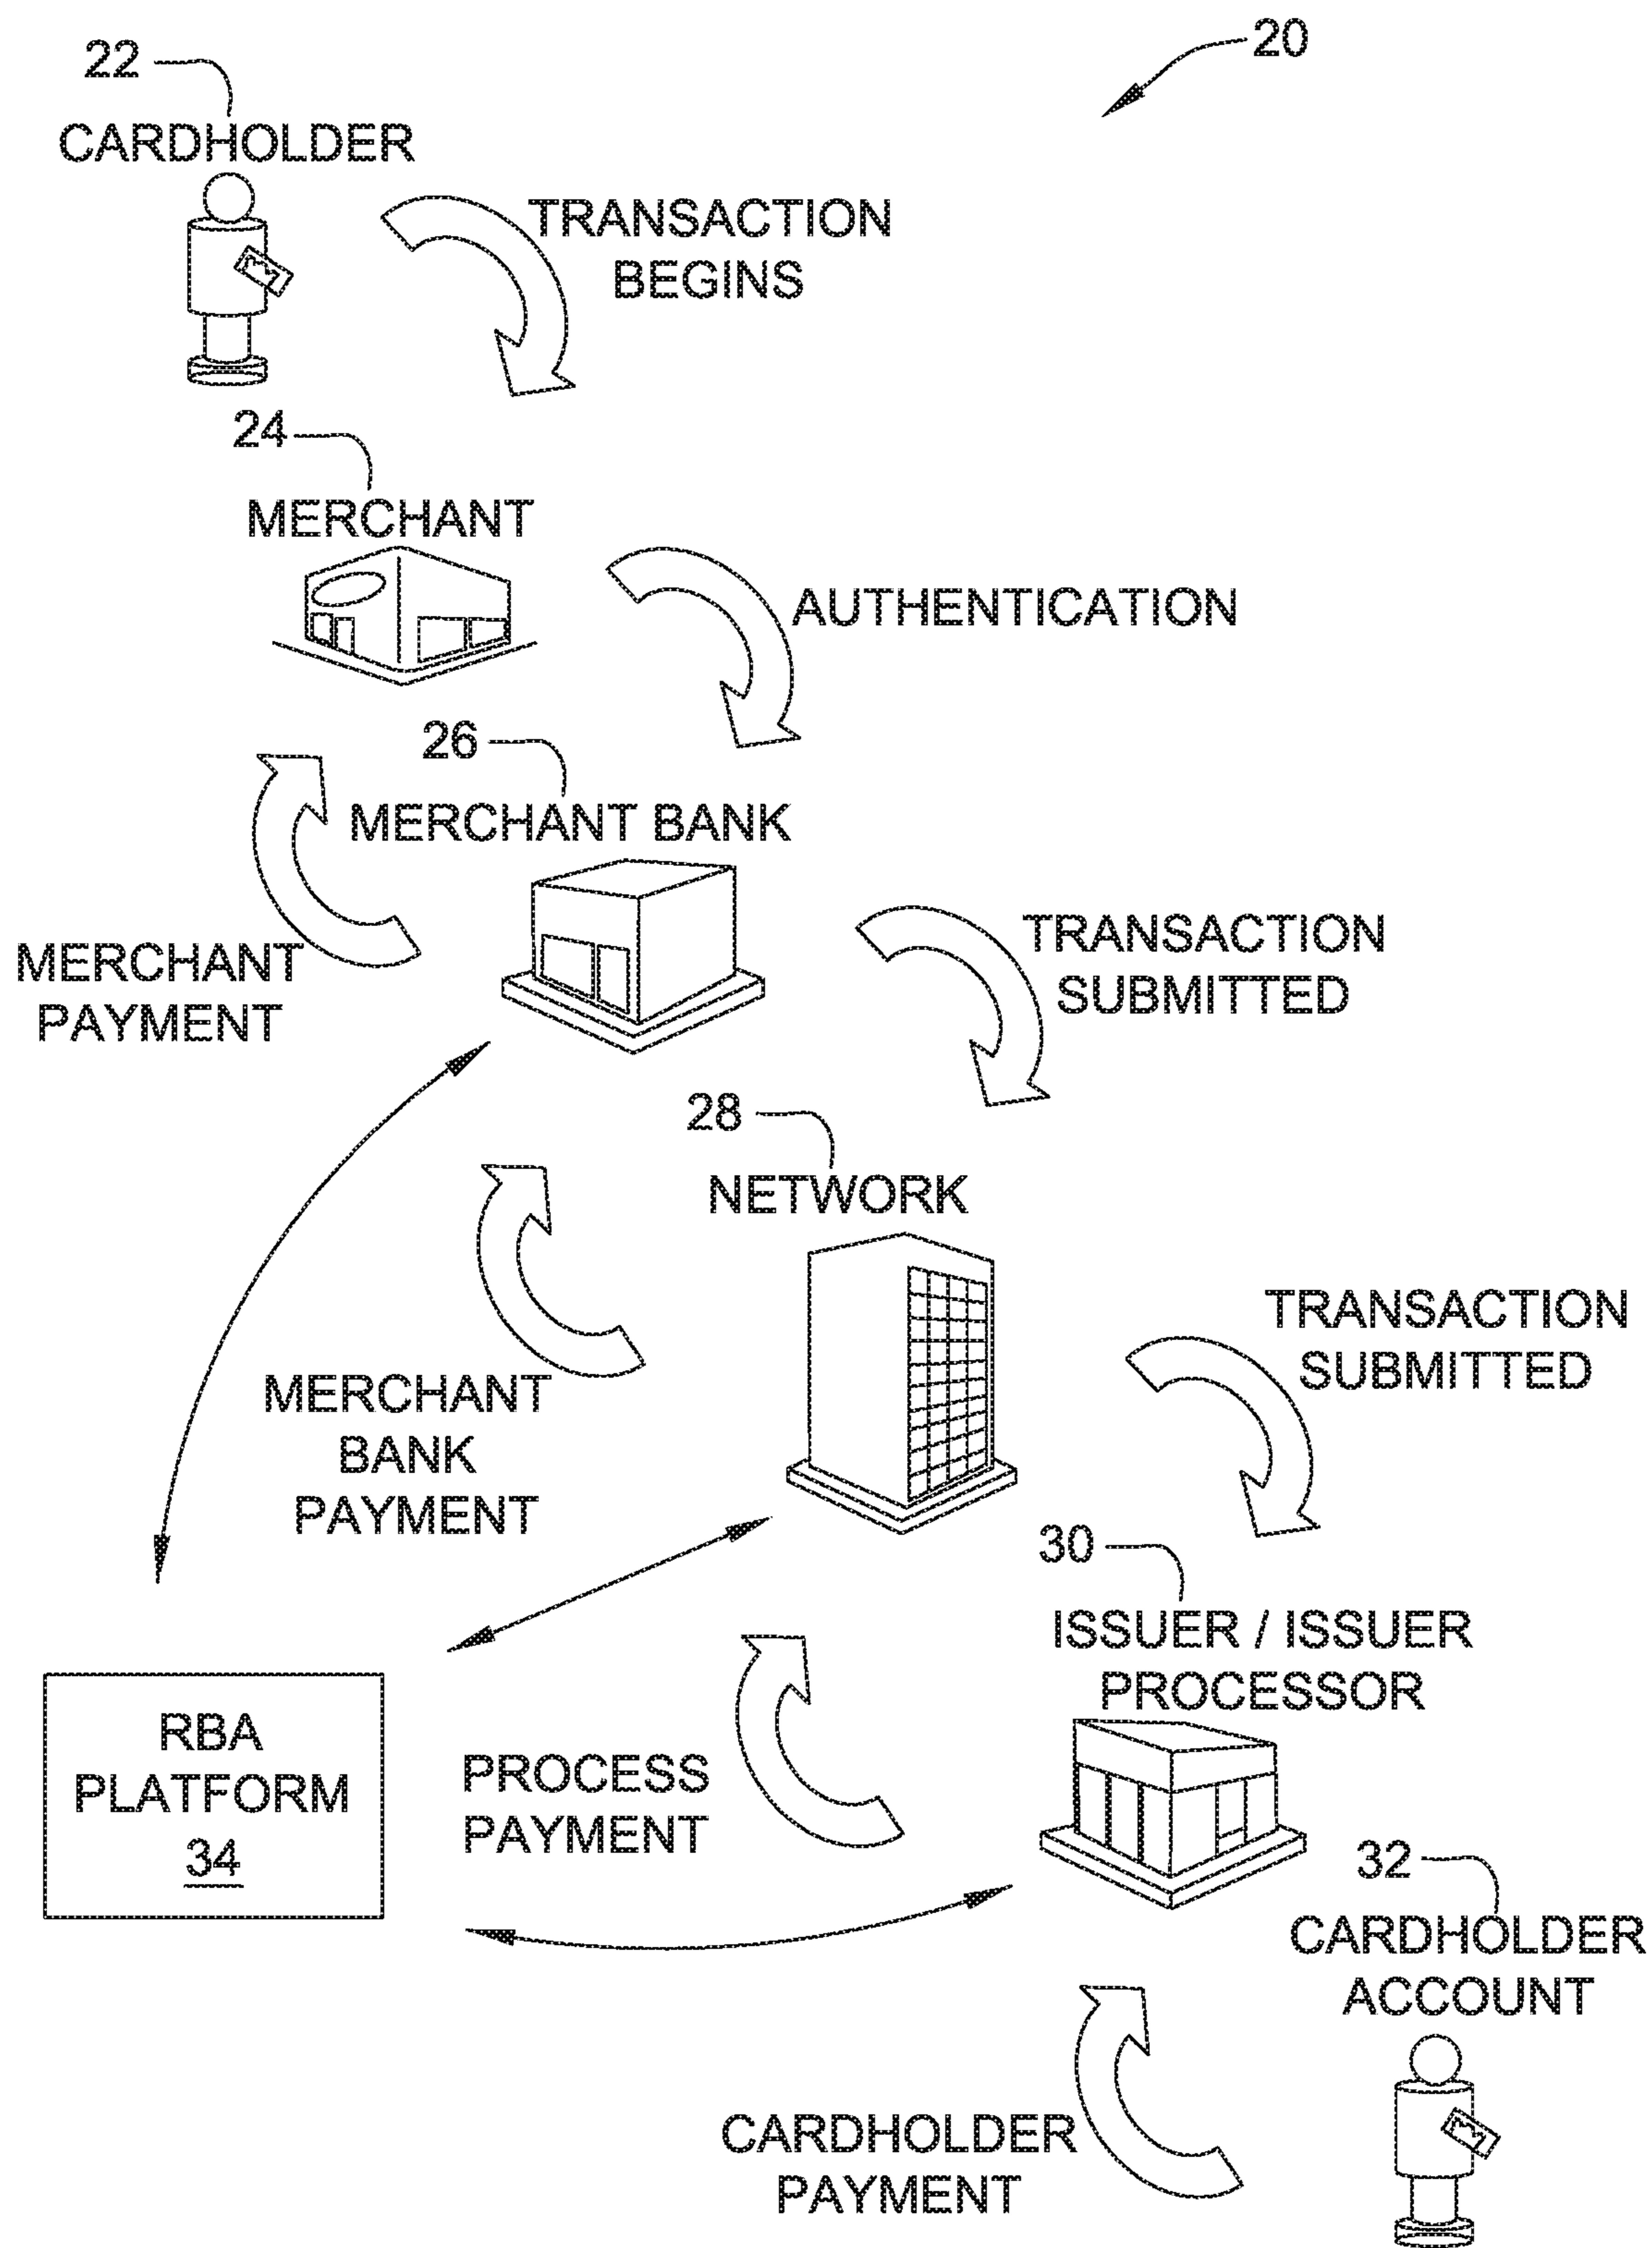 20
22
CARDHOLDER
TRANSACTION
BEGINS
24
MERCHANT
AUTHENTICATION
26
MERCHANT BANK
MERCHANT
PAYMENT
TRANSACTION
SUBMITTED
28
NETWORK
MERCHANT
BANK
PAYMENT
TRANSACTION
SUBMITTED
30
ISSUER / ISSUER
PROCESSOR
RBA
PLATFORM
34
PROCESS
PAYMENT
32
CARDHOLDER
ACCOUNT
CARDHOLDER
PAYMENT